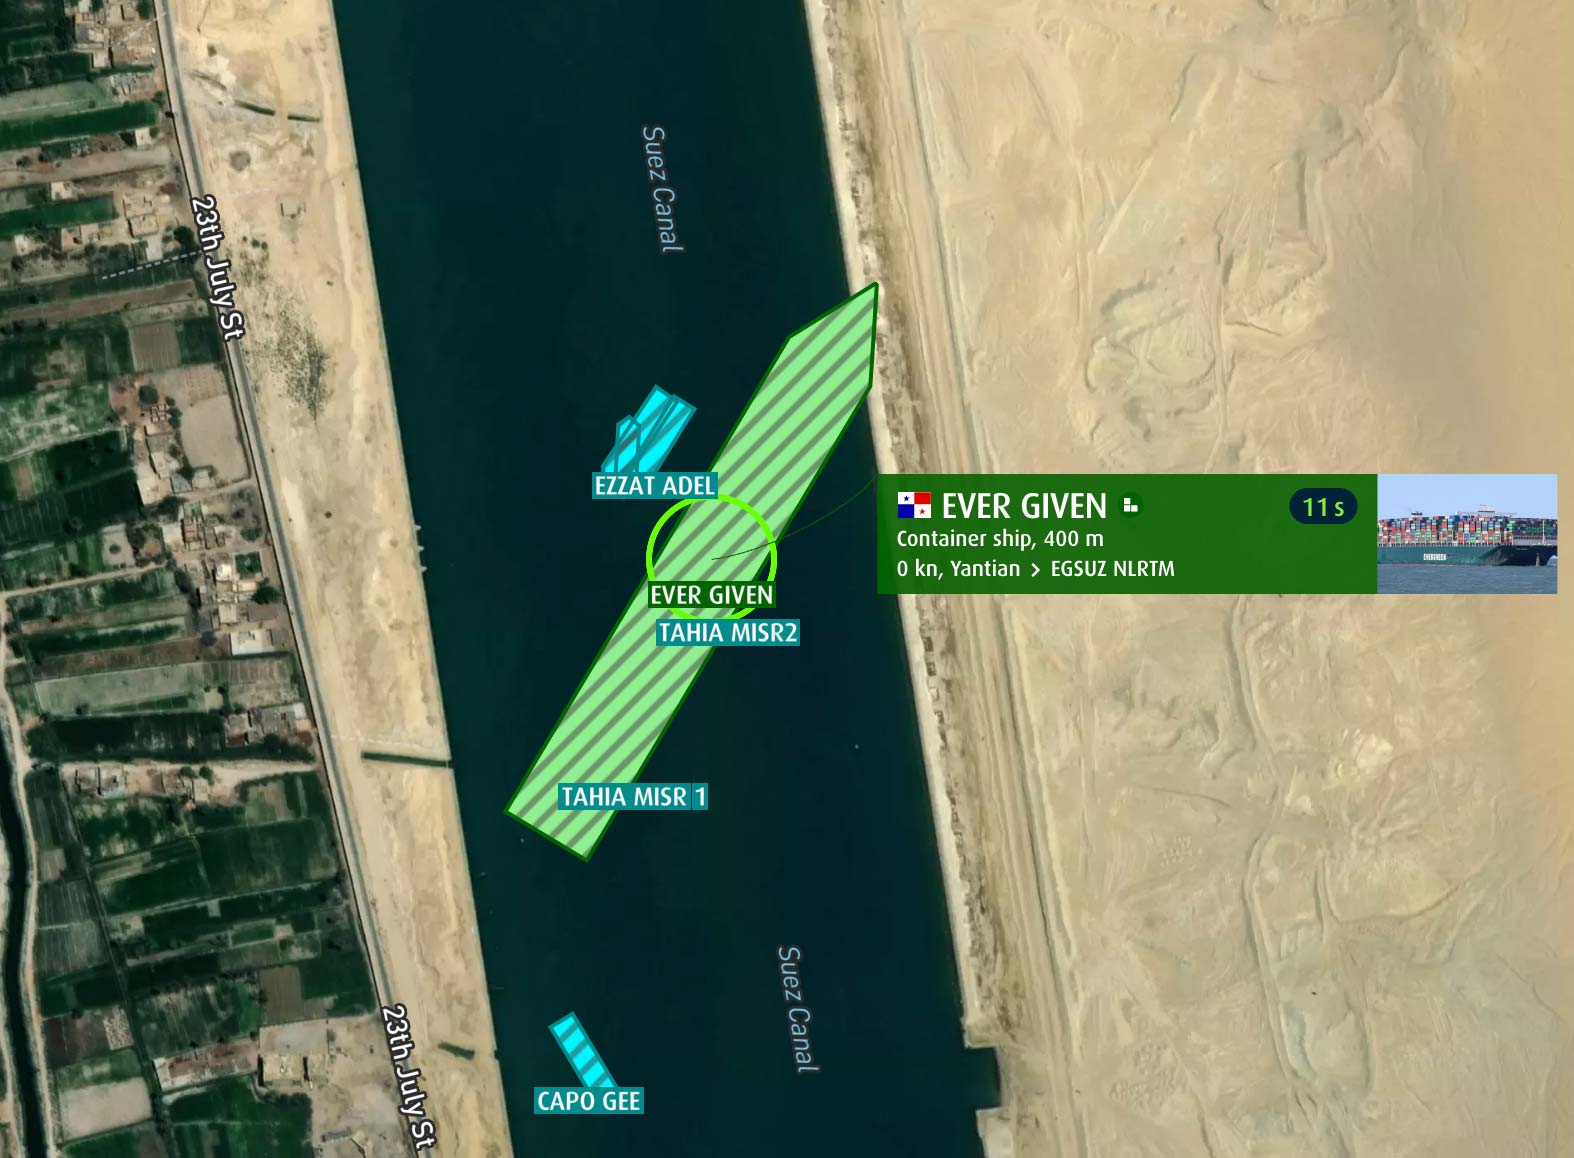 Suez Canal
23th July St
EZZAT ADEL
EVER GIVEN
11 s
Container ship, 400 m
0 kn, Yantian > EGSUZ NLRTM
EVERGREEN
EVER GIVEN
TAHIA MISR2
TAHIA MISR 1
Suez Canal
23th July St
CAPO GEE